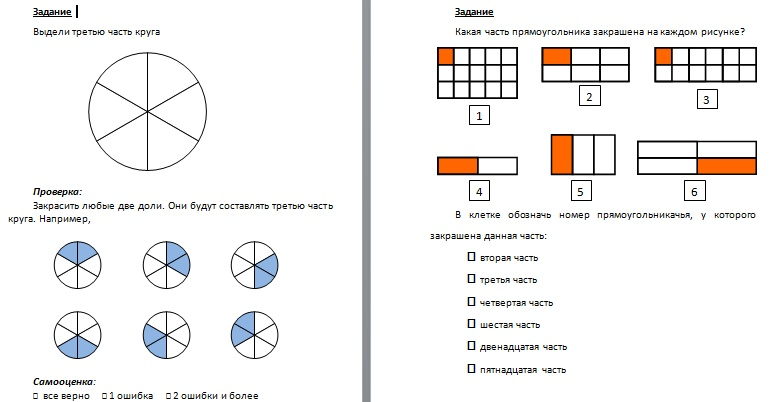 Задание
Выдели третью часть круга
Проверка:
Закрасить любые две доли. Они будут составлять третью часть
круга. Например,
Самооценка:
все верно 1 ошибка 2 ошибки и более
Задание
Какая часть прямоугольника закрашена на каждом рисунке?
1
2
3
4
5
6
В клетке обозначь номер прямоугольникачья, у которого
закрашена данная часть:
вторая часть
третья часть
четвертая часть
шестая часть
двенадцатая часть
пятнадцатая часть